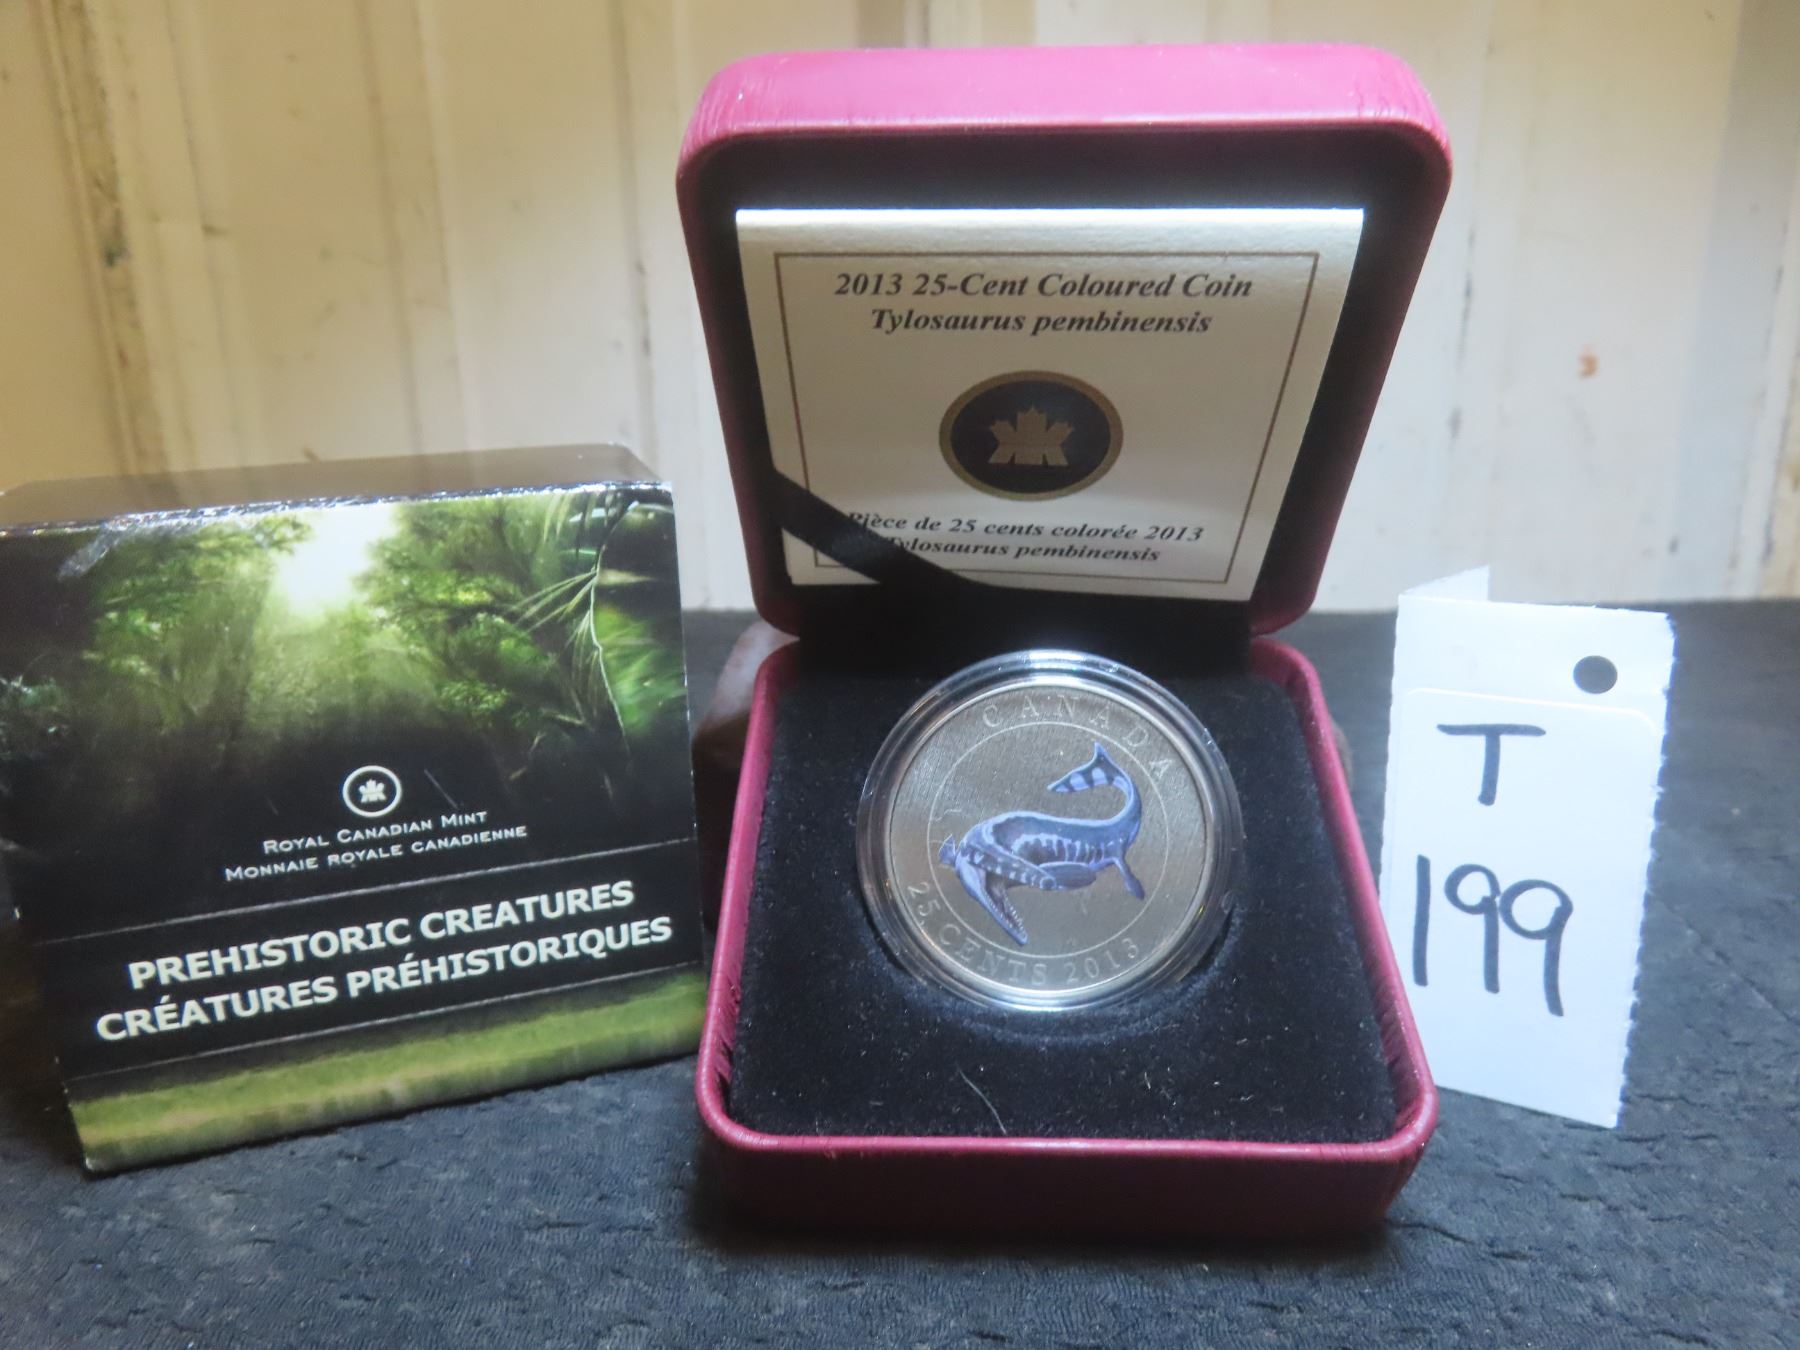 ROYAL CANADIAN MINT
MONNAIE ROYALE CANADIENNE
PREHISTORIC CREATURES
CRÉATURES PRÉHISTORIQUES
2013 25-Cent Coloured Coin
Tylosaurus pembinensis
Pièce de 25 cents colorée 2013
Tylosaurus pembinensis
CANADA
25 CENTS 2013
T
199